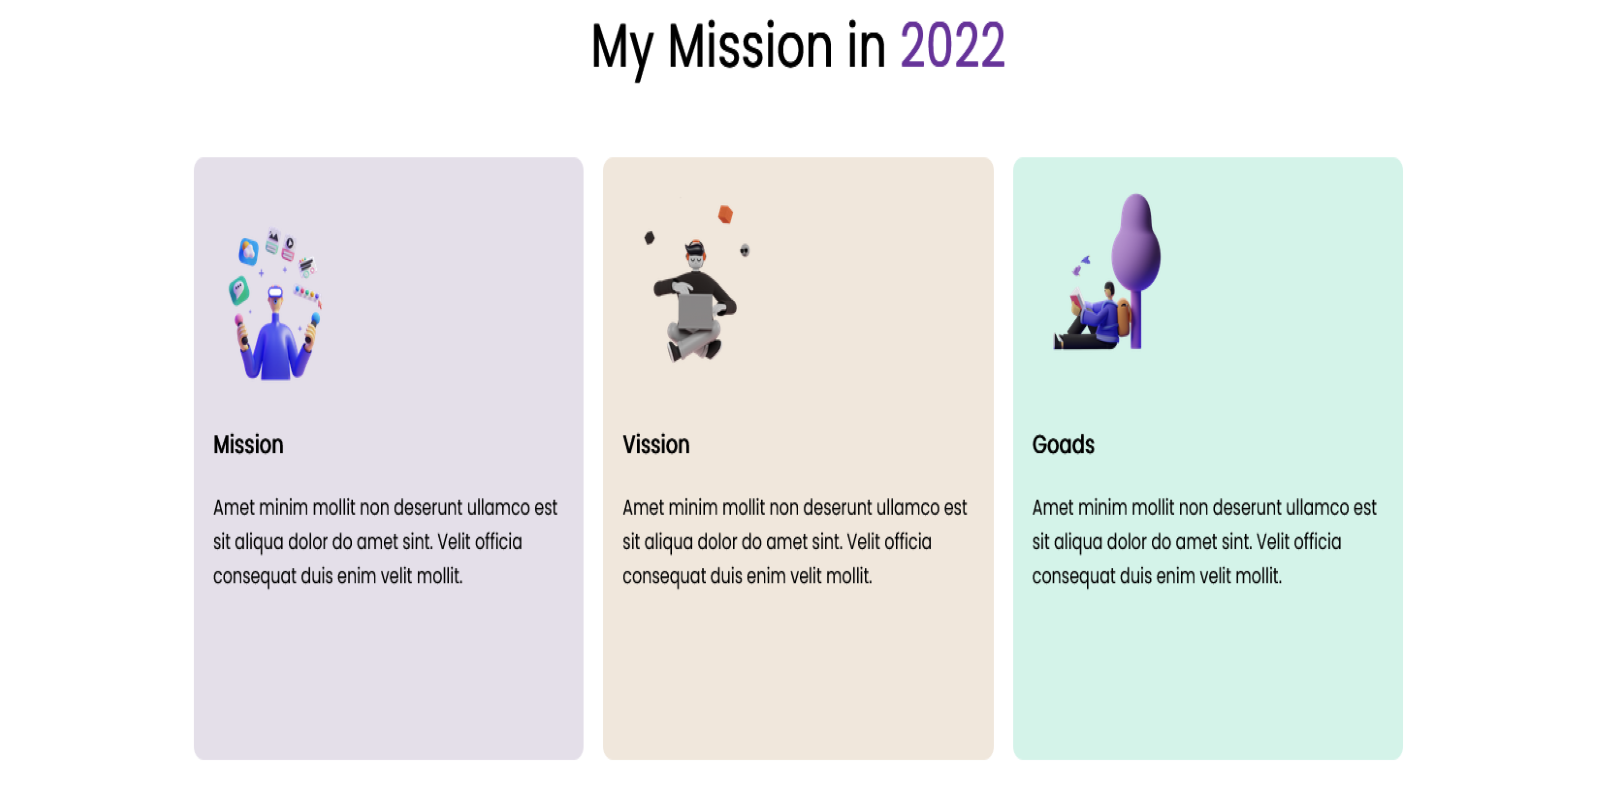 My Mission in 2022
Mission
Amet minim mollit non deserunt ullamco est
sit aliqua dolor do amet sint. Velit officia
consequat duis enim velit mollit.
Vission
Amet minim mollit non deserunt ullamco est
sit aliqua dolor do amet sint. Velit officia
consequat duis enim velit mollit.
Goads
Amet minim mollit non deserunt ullamco est
sit aliqua dolor do amet sint. Velit officia
consequat duis enim velit mollit.